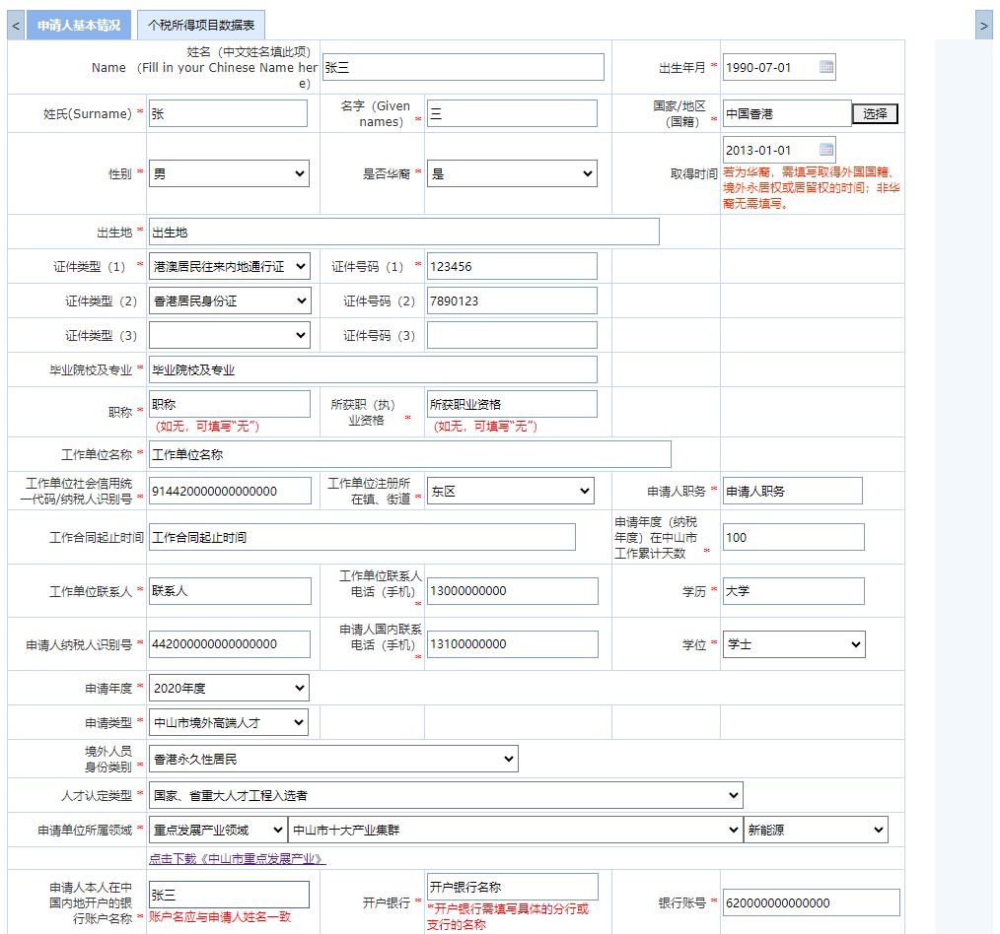 <
申请人基本情况
个税所得项目数据表
>
姓名（中文姓名填此项）
Name （Fill in your Chinese Name her
e）
张三
出生年月 *
1990-07-01
姓氏(Surname) *
张
名字（Given
names） *
三
国家/地区
（国籍） *
中国香港
选择
性别 *
男
是否华裔 *
是
取得时间
2013-01-01
若为华裔，需填写取得外国国籍、
境外永居权或居留权的时间；非华
裔无需填写。
出生地 *
出生地
证件类型（1） *
港澳居民往来内地通行证
证件号码（1） *
123456
证件类型（2）
香港居民身份证
证件号码（2）
7890123
证件类型（3）
证件号码（3）
毕业院校及专业 *
毕业院校及专业
职称 *
职称
（如无，可填写“无”）
所获职（执）
业资格 *
所获职业资格
（如无，可填写“无”）
工作单位名称 *
工作单位名称
工作单位社会信用统
一代码/纳税人识别号 *
914420000000000000
工作单位注册所
在镇、街道 *
东区
申请人职务 *
申请人职务
工作合同起止时间
工作合同起止时间
申请年度（纳税
年度）在中山市
工作累计天数 *
100
工作单位联系人 *
联系人
工作单位联系人
电话（手机）
*
13000000000
学历 *
大学
申请人纳税人识别号 *
442000000000000000
申请人国内联系
电话（手机）
*
13100000000
学位 *
学士
申请年度 *
2020年度
申请类型 *
中山市境外高端人才
境外人员
身份类别 *
香港永久性居民
人才认定类型 *
国家、省重大人才工程入选者
申请单位所属领域 *
重点发展产业领域
中山市十大产业集群
新能源
点击下载《中山市重点发展产业》
申请人本人在中
国内地开户的银
行账户名称 *
张三
账户名应与申请人姓名一致
开户银行 *
开户银行名称
*开户银行需填写具体的分行或
支行的名称
银行账号 *
620000000000000